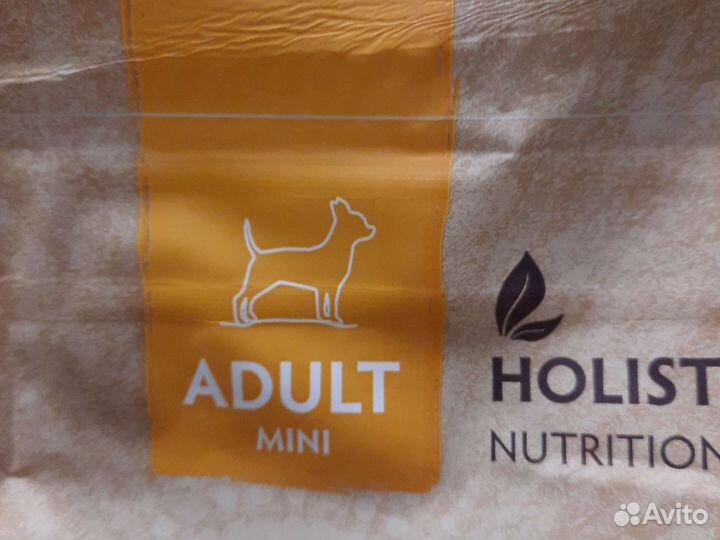 ADULT
MINI
HOLIST
NUTRITION
Avito